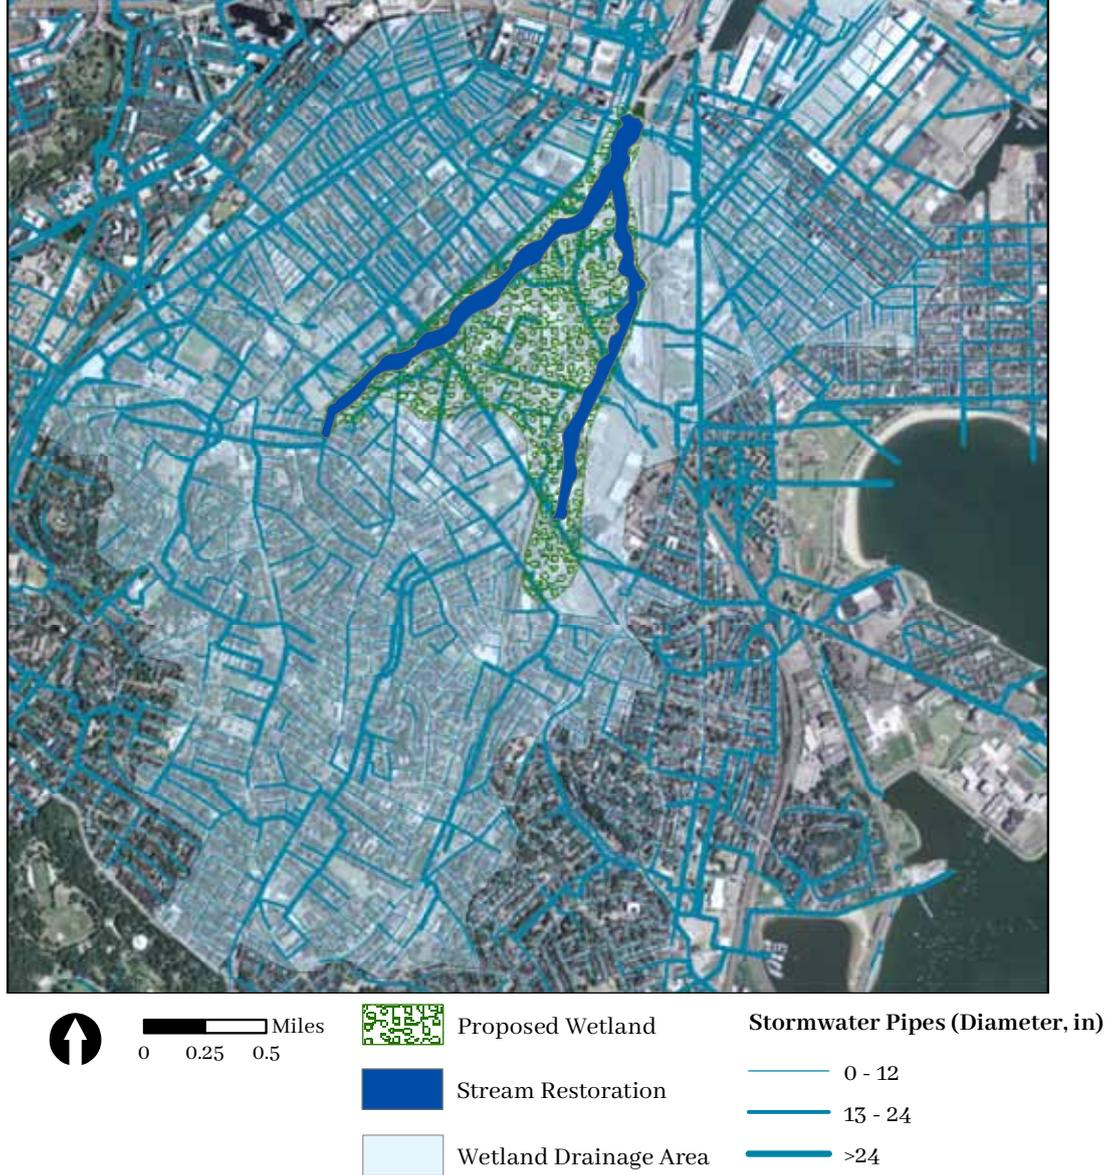 Miles
0 0.25 0.5
Proposed Wetland
Stream Restoration
Wetland Drainage Area
Stormwater Pipes (Diameter, in)
0 - 12
13 - 24
>24